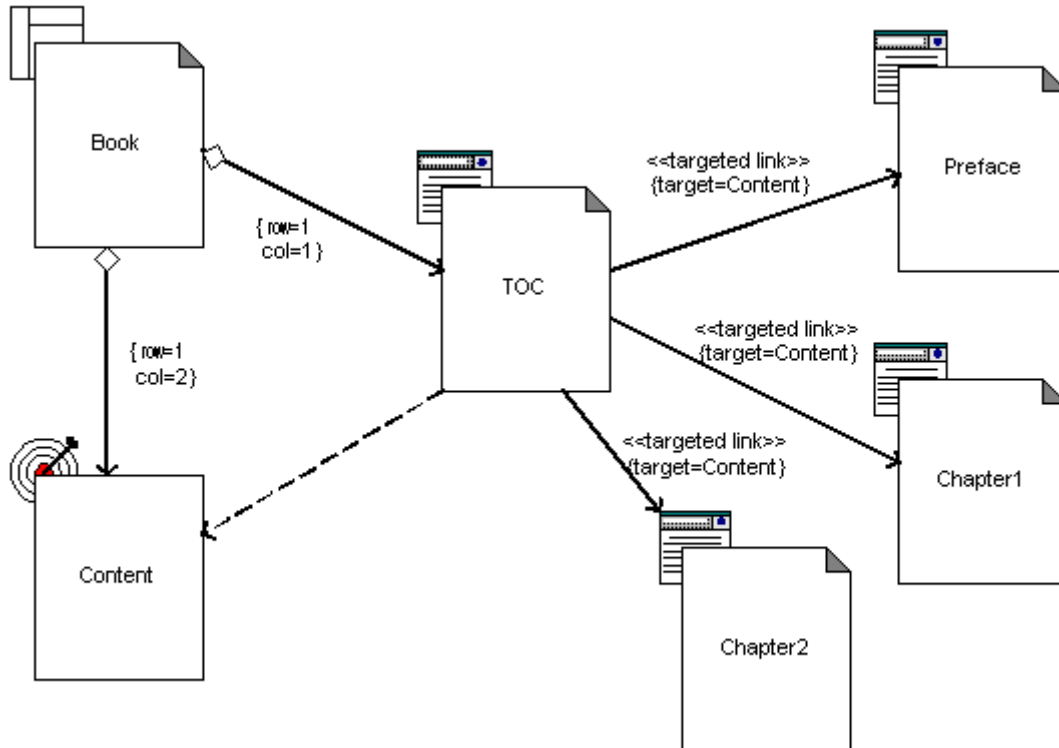 Book
<<targeted link>>
{target=Content}
Preface
{row=1
col=1}
TOC
<<targeted link>>
{target=Content}
{row=1
col=2}
<<targeted link>>
{target=Content}
Chapter1
Content
Chapter2